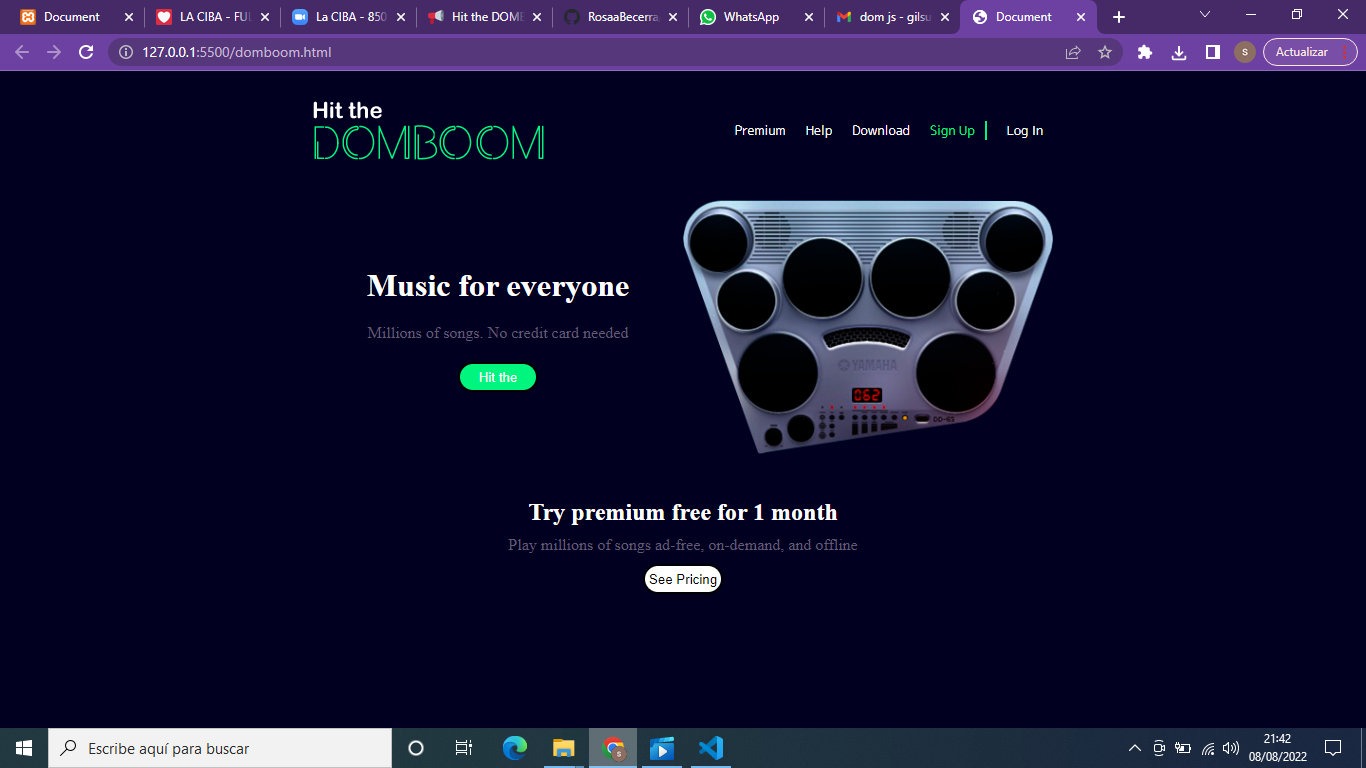 Document
LA CIBA - FUL
La CIBA - 850
Hit the DOMB
RosaaBecerra
WhatsApp
dom js - gilsu
Document
127.0.0.1:5500/domboom.html
S
Actualizar
Hit the
DOMBOOM
Premium
Help
Download
Sign Up
Log In
Music for everyone
Millions of songs. No credit card needed
Hit the
YAMAHA
062
DD-65
Try premium free for 1 month
Play millions of songs ad-free, on-demand, and offline
See Pricing
Escribe aquí para buscar
S
21:42
08/08/2022